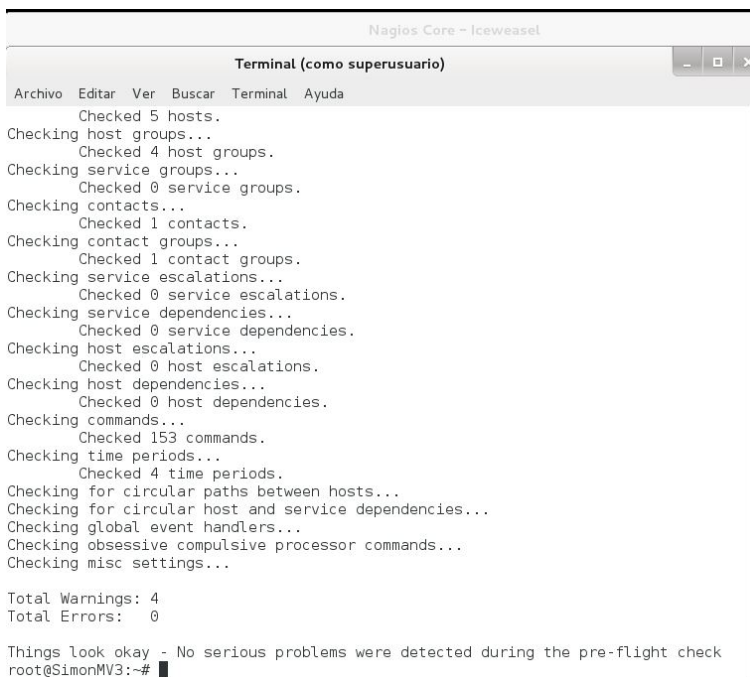 Nagios Core - Iceweasel
Terminal (como superusuario)
Archivo Editar Ver Buscar Terminal Ayuda
Checked 5 hosts.
Checking host groups...
Checked 4 host groups.
Checking service groups...
Checked 0 service groups.
Checking contacts...
Checked 1 contacts.
Checking contact groups...
Checked 1 contact groups.
Checking service escalations...
Checked 0 service escalations.
Checking service dependencies...
Checked 0 service dependencies.
Checking host escalations...
Checked 0 host escalations.
Checking host dependencies...
Checked 0 host dependencies.
Checking commands...
Checked 153 commands.
Checking time periods...
Checked 4 time periods.
Checking for circular paths between hosts...
Checking for circular host and service dependencies...
Checking global event handlers...
Checking obsessive compulsive processor commands...
Checking misc settings...
Total Warnings: 4
Total Errors: 0
Things look okay - No serious problems were detected during the pre-flight check
root@SimonMV3:~#